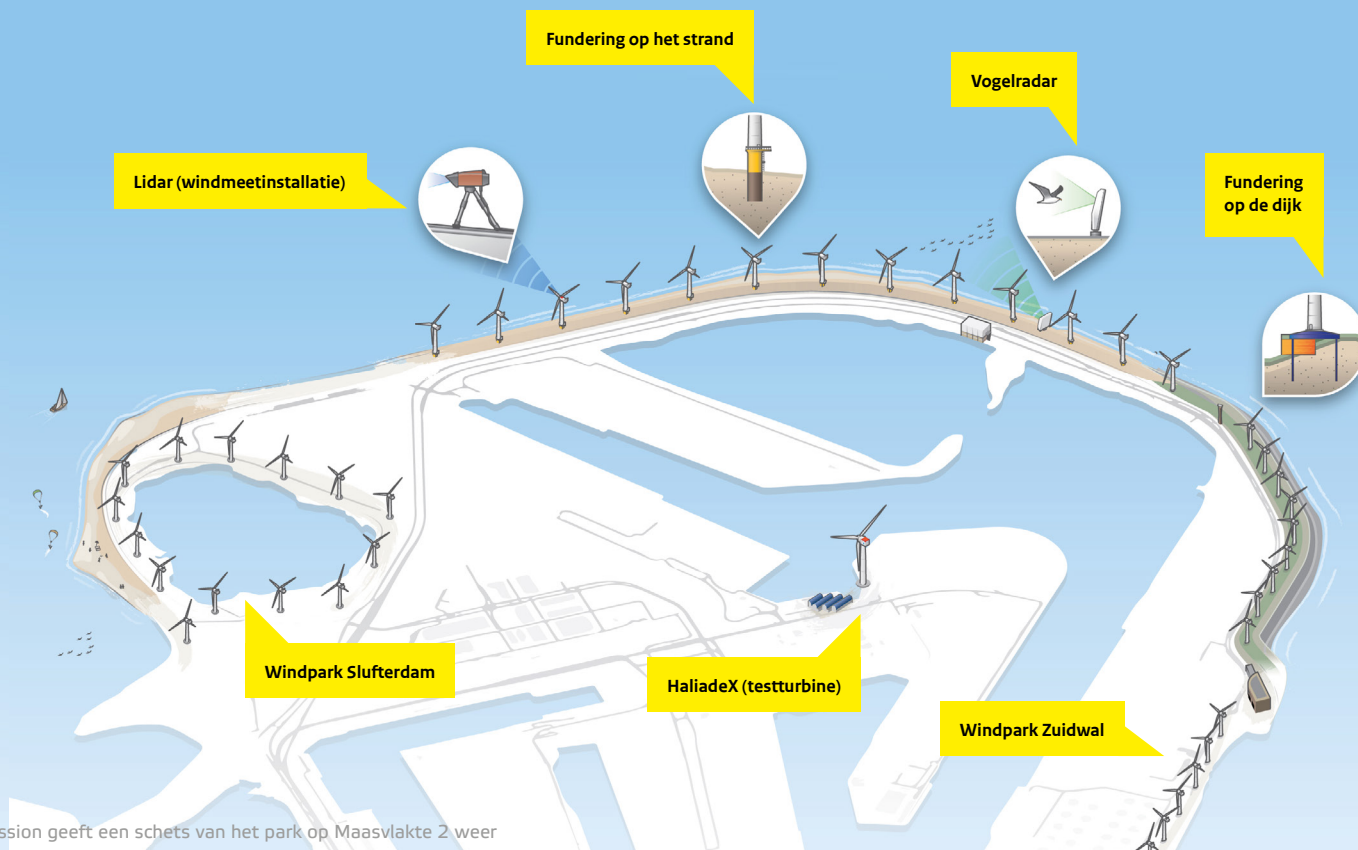 Fundering op het strand
Vogelradar
Lidar (windmeetinstallatie)
Fundering
op de dijk
Windpark Slufterdam
HaliadeX (testturbine)
Windpark Zuidwal
ssion geeft een schets van het park op Maasvlakte 2 weer